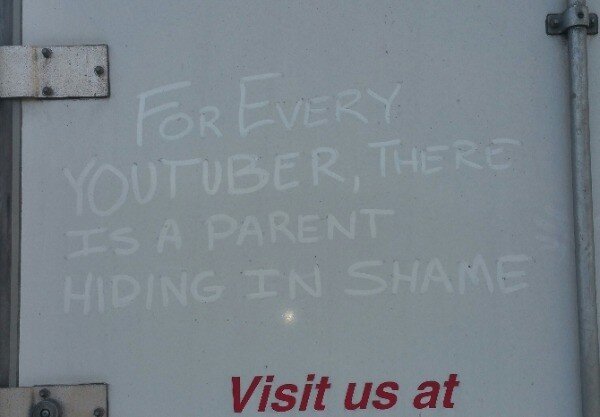 FOR EVERY
YOUTUBER, THERE
IS A PARENT
HIDING IN SHAME
Visit us at